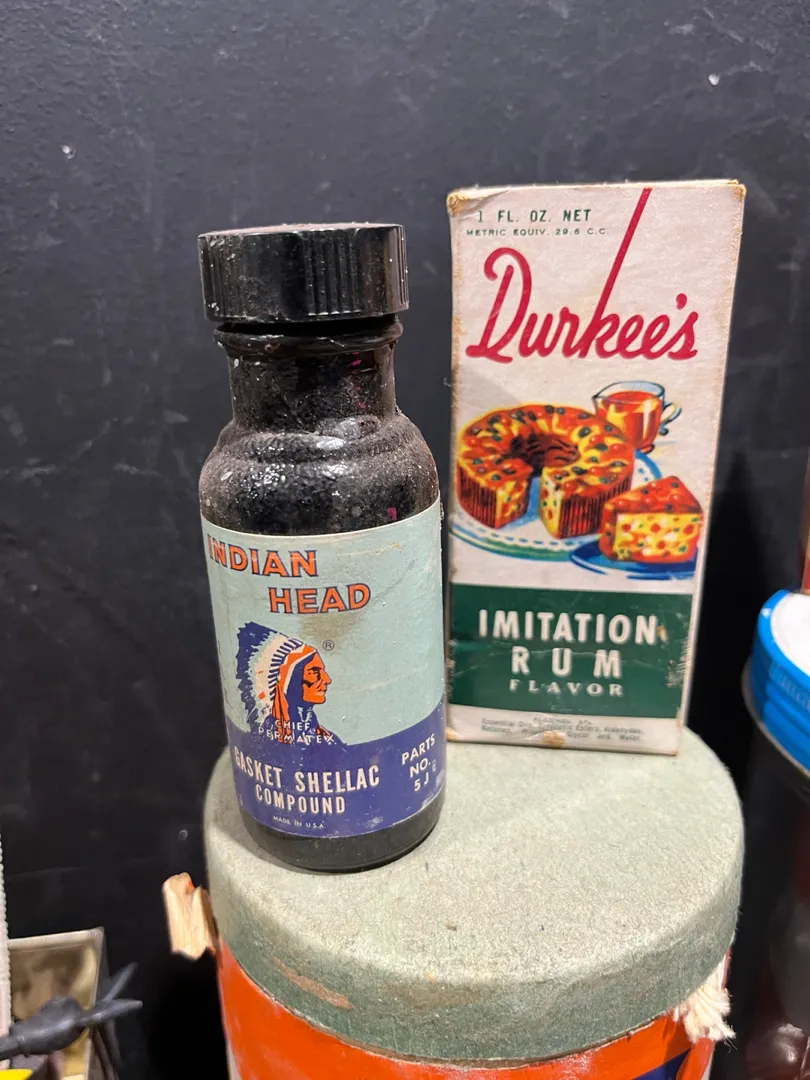 INDIAN
HEAD
®
CHIEF
PERMATEX
GASKET SHELLAC
COMPOUND
PARTS
NO.
5J
MADE IN U.S.A.
1 FL. OZ. NET
METRIC EQUIV. 29.6 C.C.
Durkee's
IMITATION
RUM
FLAVOR